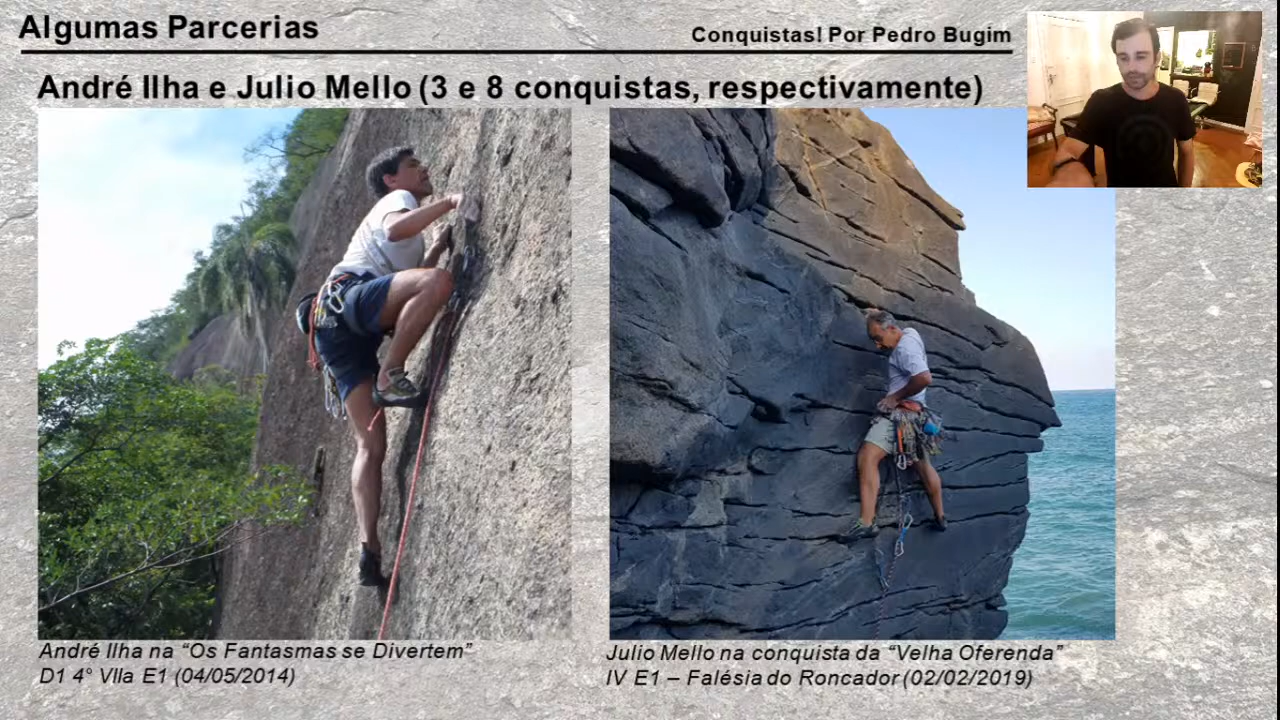 Algumas Parcerias
Conquistas! Por Pedro Bugim
André Ilha e Julio Mello (3 e 8 conquistas, respectivamente)
André Ilha na “Os Fantasmas se Divertem”
D1 4° VIIa E1 (04/05/2014)
Julio Mello na conquista da “Velha Oferenda”
IV E1 – Falésia do Roncador (02/02/2019)